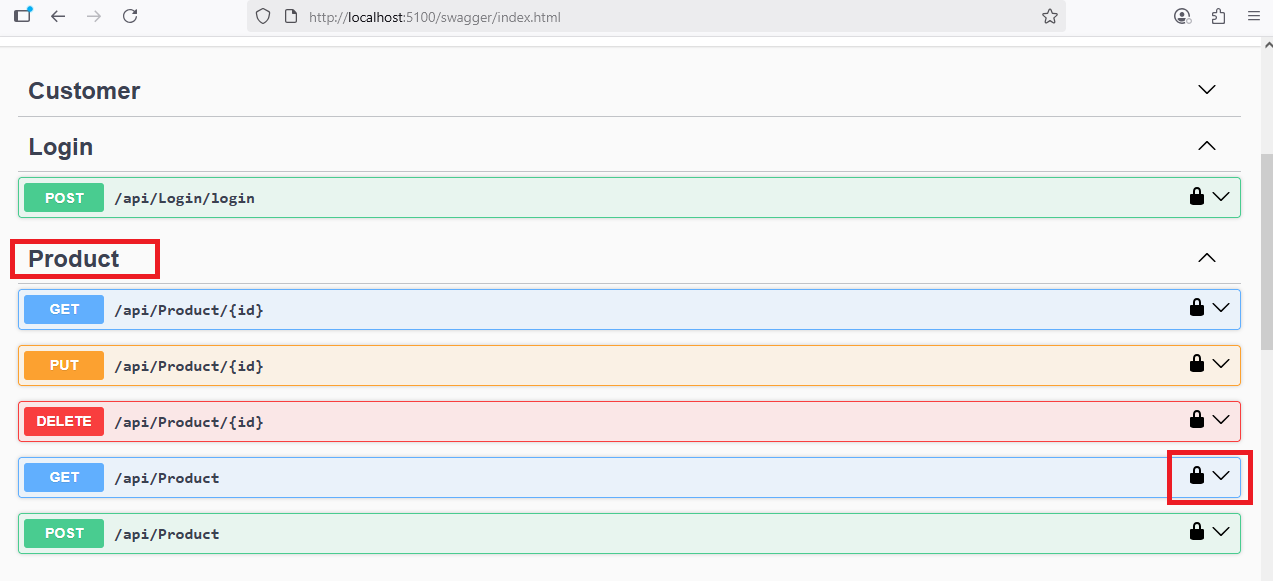 http://localhost:5100/swagger/index.html
Customer
Login
POST /api/Login/login
Product
GET /api/Product/{id}
PUT /api/Product/{id}
DELETE /api/Product/{id}
GET /api/Product
POST /api/Product